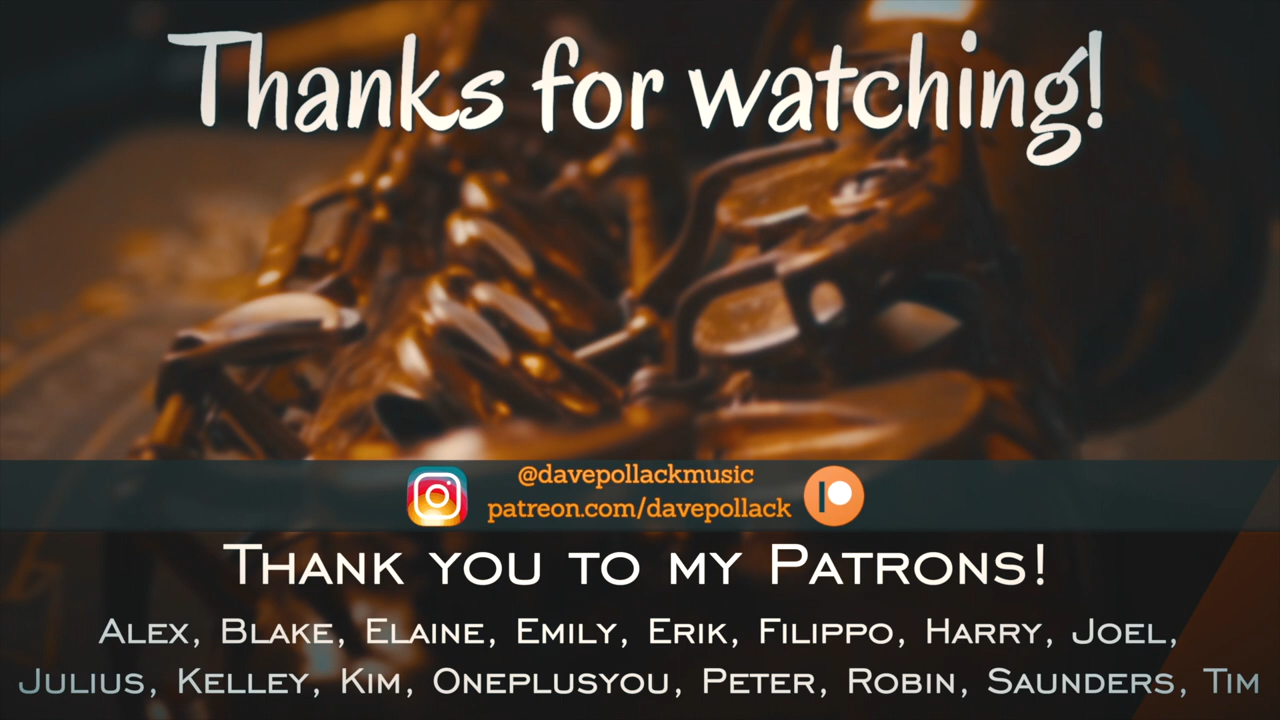 Thanks for watching!
@davepollackmusic
patreon.com/davepollack
Thank you to my Patrons!
Alex, Blake, Elaine, Emily, Erik, Filippo, Harry, Joel,
Julius, Kelley, Kim, Oneplusyou, Peter, Robin, Saunders, Tim